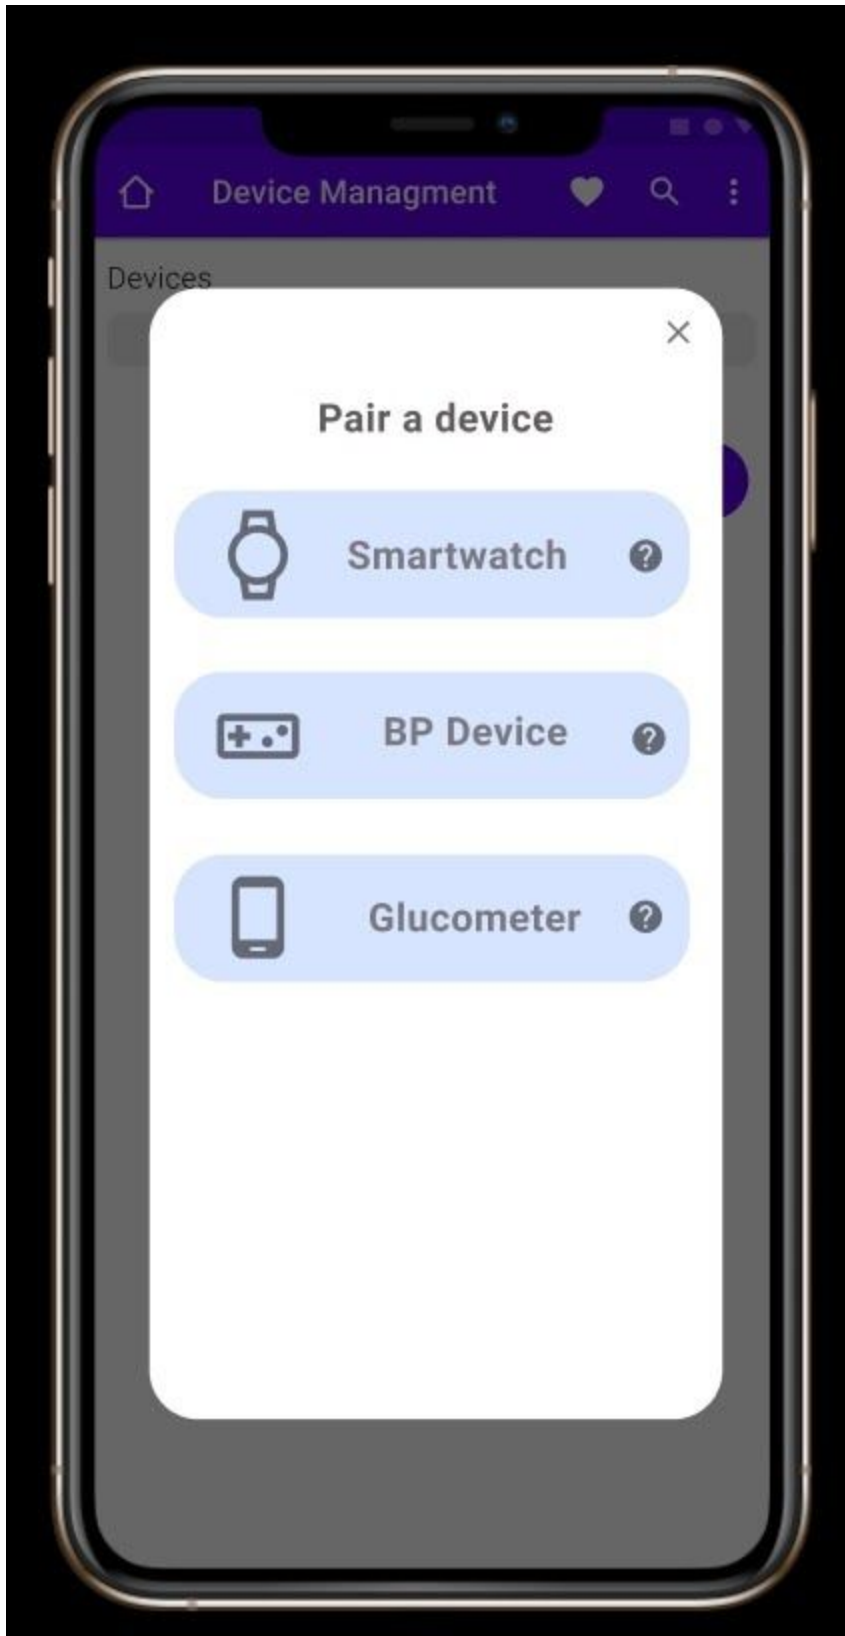 Device Managment
Devices
Pair a device
Smartwatch
BP Device
Glucometer